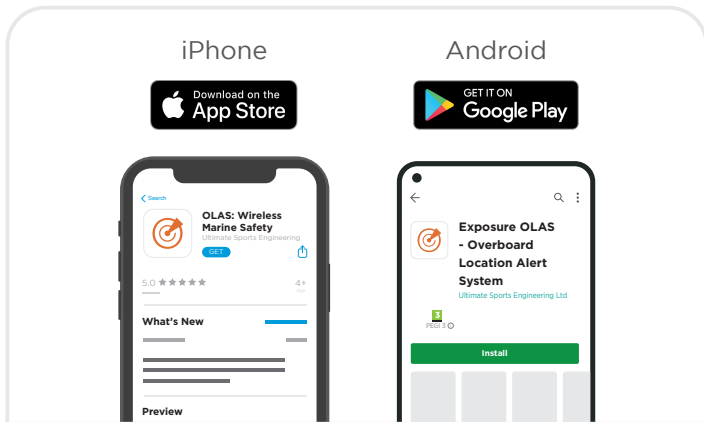 iPhone
Download on the
App Store
Search
OLAS: Wireless
Marine Safety
Ultimate Sports Engineering
GET
5.0
4+
Age
What's New
Preview
Android
GET IT ON
Google Play
Exposure OLAS
- Overboard
Location Alert
System
Ultimate Sports Engineering Ltd
3
PEGI 3
Install